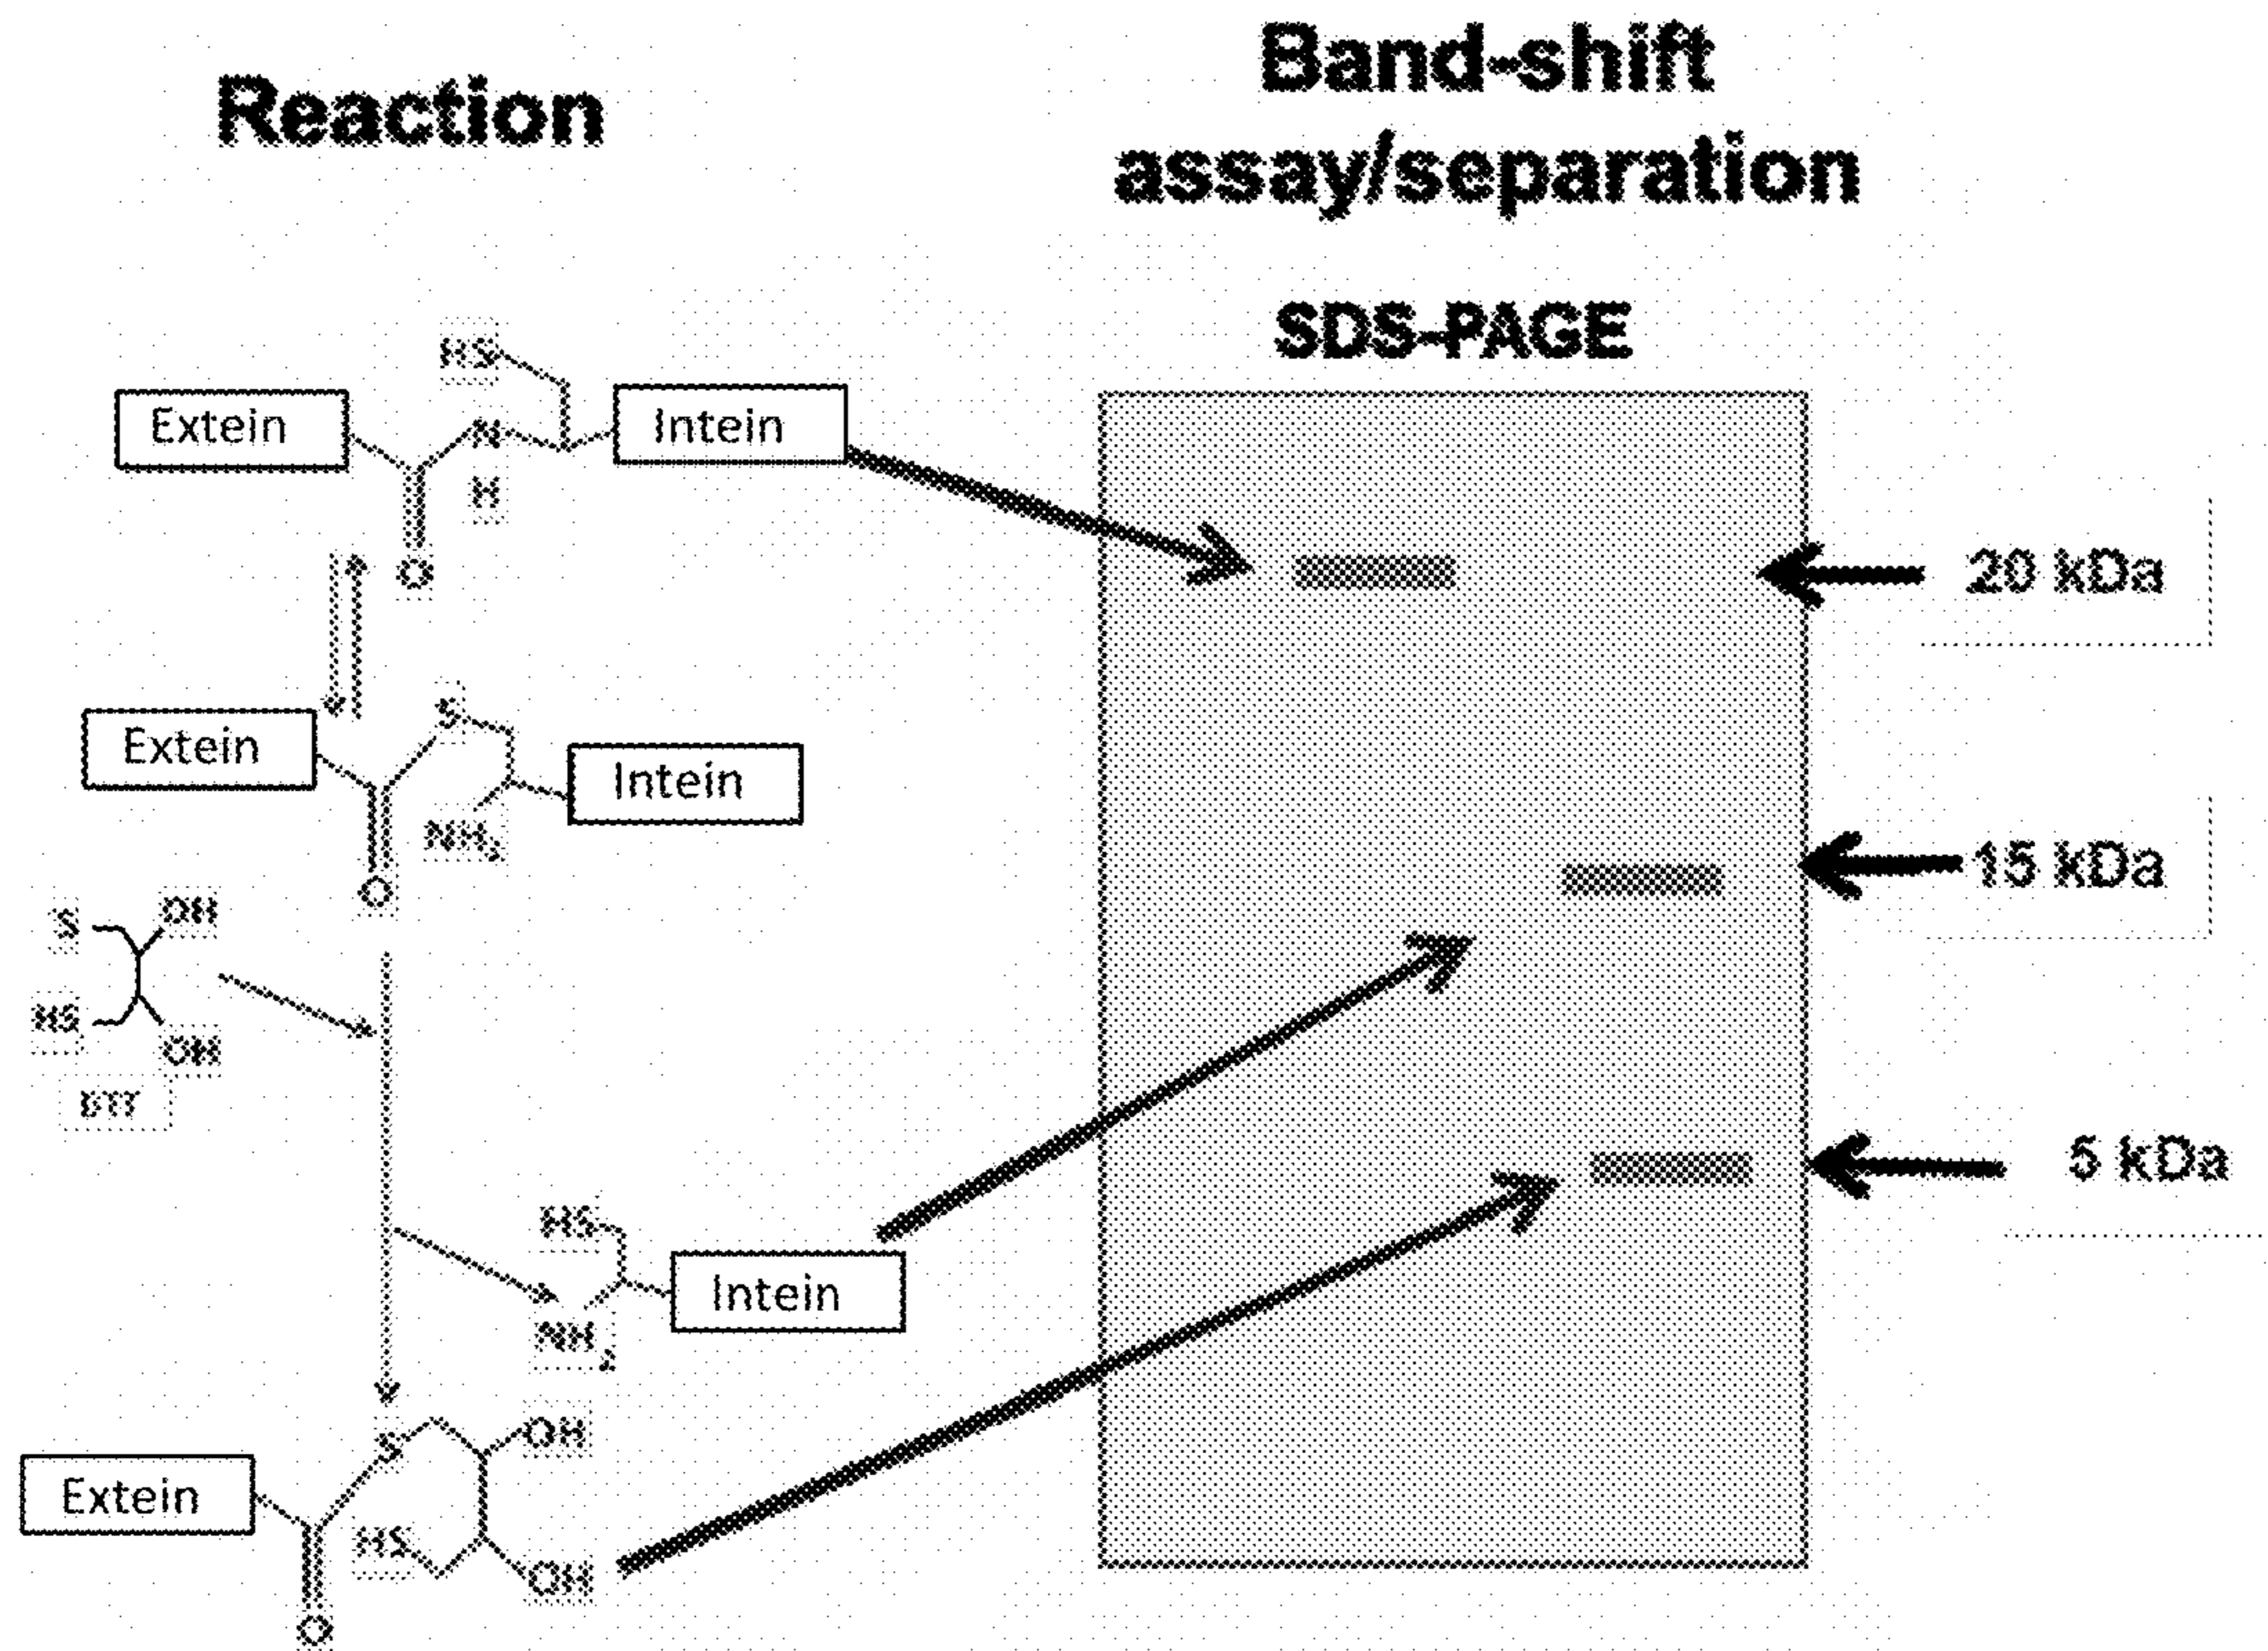 Reaction
Band-shift
assay/separation
SDS-PAGE
HS
Extein
N
H
Intein
O
20 kDa
S
Extein
Intein
NH2
O
15 kDa
S
OH
HS
OH
DTT
5 kDa
HS
Intein
NH2
S
OH
Extein
HS
OH
O